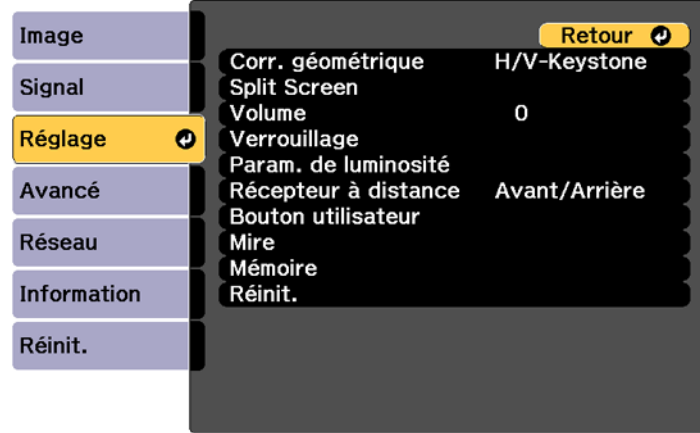 Image
Signal
Réglage
Avancé
Réseau
Information
Réinit.
Retour
Corr. géométrique H/V-Keystone
Split Screen
Volume 0
Verrouillage
Param. de luminosité
Récepteur à distance Avant/Arrière
Bouton utilisateur
Mire
Mémoire
Réinit.